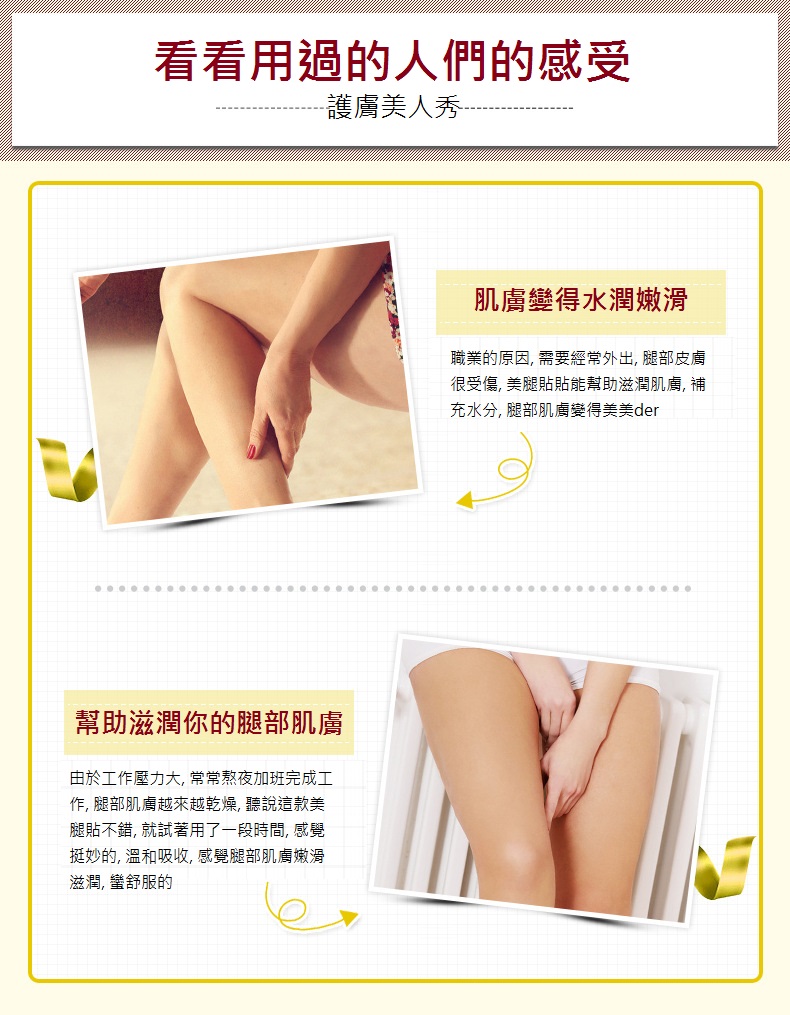 看看用過的人們的感受
護膚美人秀
肌膚變得水潤嫩滑
職業的原因, 需要經常外出, 腿部皮膚
很受傷, 美腿貼貼能幫助滋潤肌膚, 補
充水分, 腿部肌膚變得美美der
幫助滋潤你的腿部肌膚
由於工作壓力大, 常常熬夜加班完成工
作, 腿部肌膚越來越乾燥, 聽說這款美
腿貼不錯, 就試著用了一段時間, 感覺
挺妙的, 溫和吸收, 感覺腿部肌膚嫩滑
滋潤, 蠻舒服的